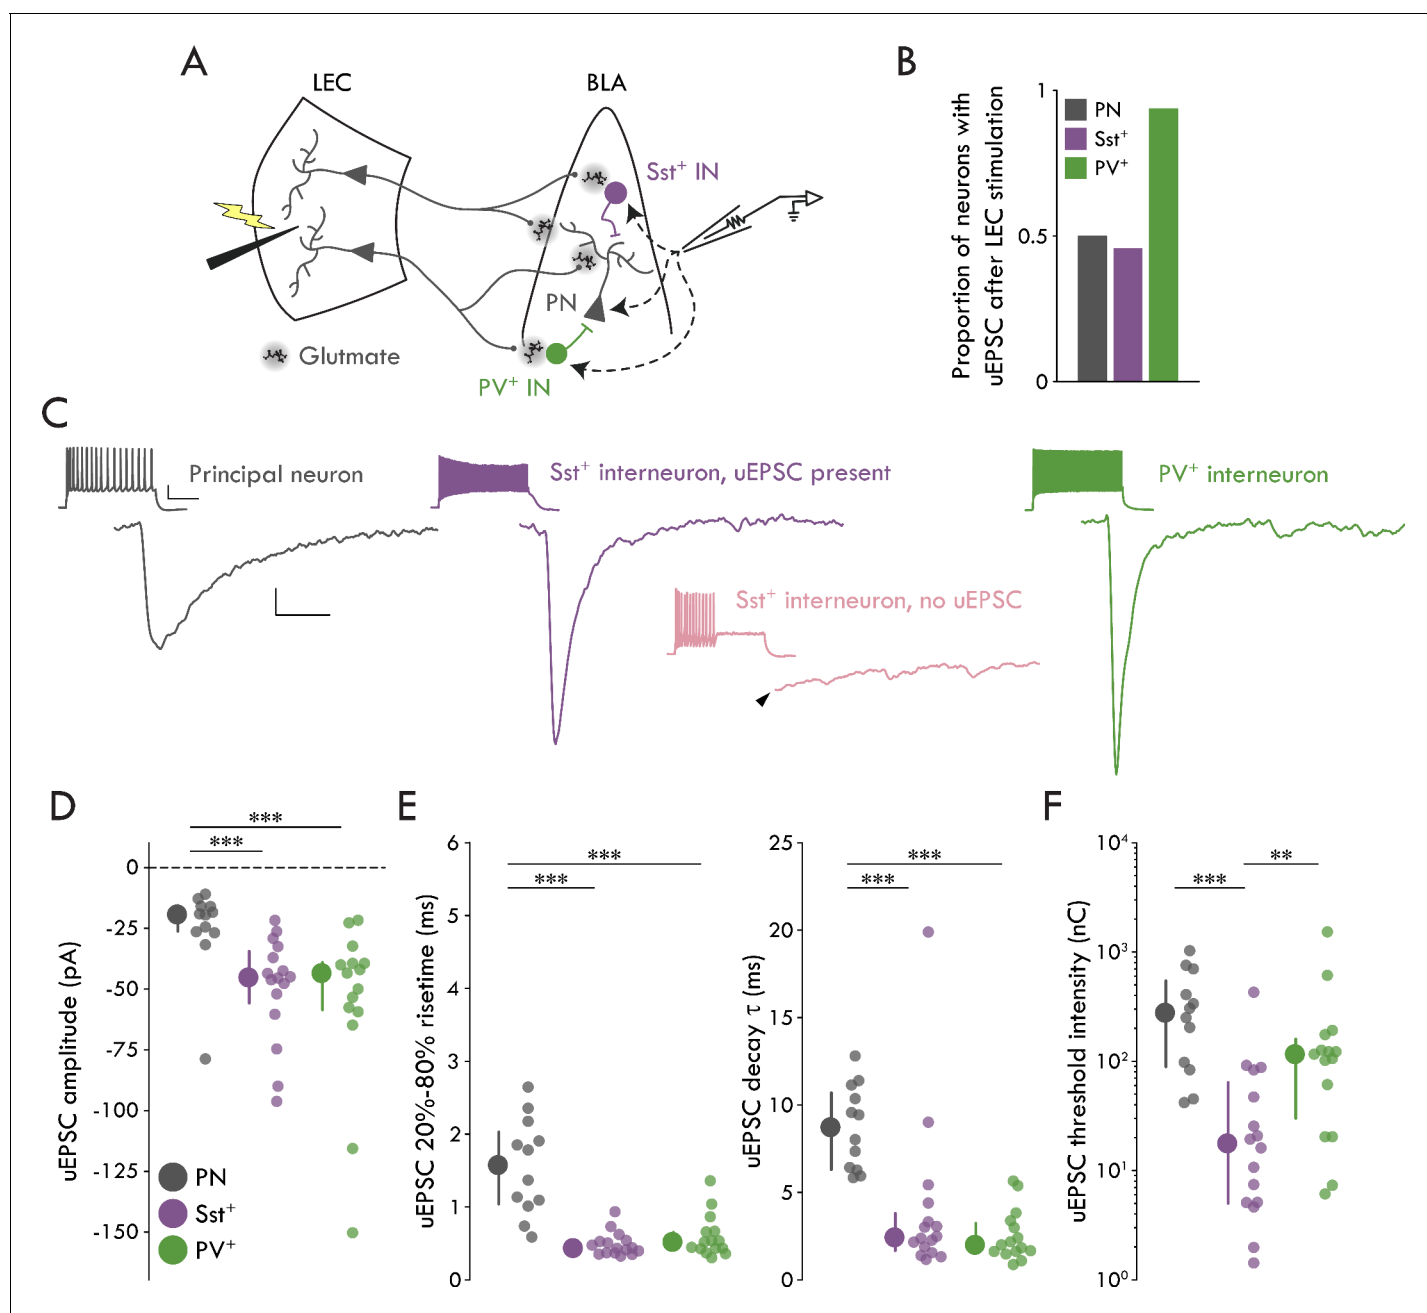 A
LEC
BLA
Sst⁺ IN
PN
Glutmate
PV⁺ IN
B
Proportion of neurons with
uEPSC after LEC stimulation
1
0.5
0
PN
Sst⁺
PV⁺
C
Principal neuron
Sst⁺ interneuron, uEPSC present
PV⁺ interneuron
Sst⁺ interneuron, no uEPSC
D
***
***
uEPSC amplitude (pA)
0
-25
-50
-75
-100
-125
-150
PN
Sst⁺
PV⁺
E
***
***
uEPSC 20%-80% risetime (ms)
6
5
4
3
2
1
0
***
***
uEPSC decay τ (ms)
25
20
15
10
5
0
F
***
**
uEPSC threshold intensity (nC)
10⁴
10³
10²
10¹
10⁰